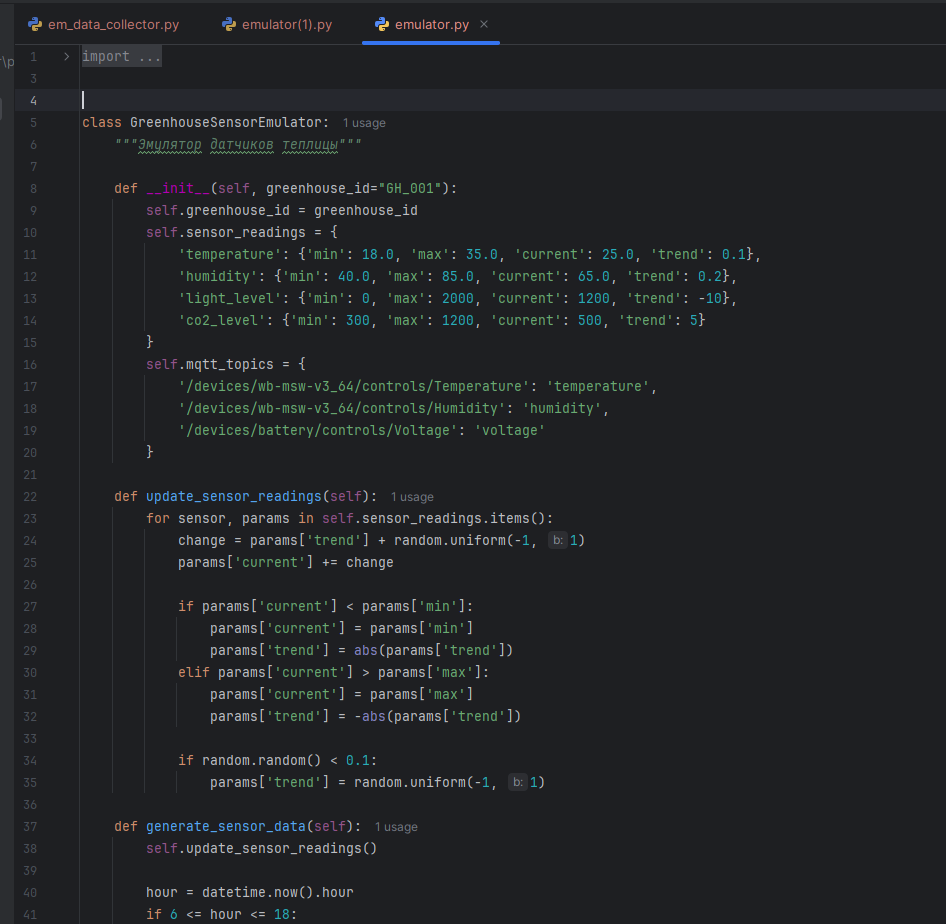 em_data_collector.py emulator(1).py emulator.py
r\p
1 import ...
3
4
5 class GreenhouseSensorEmulator: 1 usage
6 """Эмулятор датчиков теплицы"""
7
8 def __init__(self, greenhouse_id="GH_001"):
9 self.greenhouse_id = greenhouse_id
10 self.sensor_readings = {
11 'temperature': {'min': 18.0, 'max': 35.0, 'current': 25.0, 'trend': 0.1},
12 'humidity': {'min': 40.0, 'max': 85.0, 'current': 65.0, 'trend': 0.2},
13 'light_level': {'min': 0, 'max': 2000, 'current': 1200, 'trend': -10},
14 'co2_level': {'min': 300, 'max': 1200, 'current': 500, 'trend': 5}
15 }
16 self.mqtt_topics = {
17 '/devices/wb-msw-v3_64/controls/Temperature': 'temperature',
18 '/devices/wb-msw-v3_64/controls/Humidity': 'humidity',
19 '/devices/battery/controls/Voltage': 'voltage'
20 }
21
22 def update_sensor_readings(self): 1 usage
23 for sensor, params in self.sensor_readings.items():
24 change = params['trend'] + random.uniform(-1, b: 1)
25 params['current'] += change
26
27 if params['current'] < params['min']:
28 params['current'] = params['min']
29 params['trend'] = abs(params['trend'])
30 elif params['current'] > params['max']:
31 params['current'] = params['max']
32 params['trend'] = -abs(params['trend'])
33
34 if random.random() < 0.1:
35 params['trend'] = random.uniform(-1, b: 1)
36
37 def generate_sensor_data(self): 1 usage
38 self.update_sensor_readings()
39
40 hour = datetime.now().hour
41 if 6 <= hour <= 18: